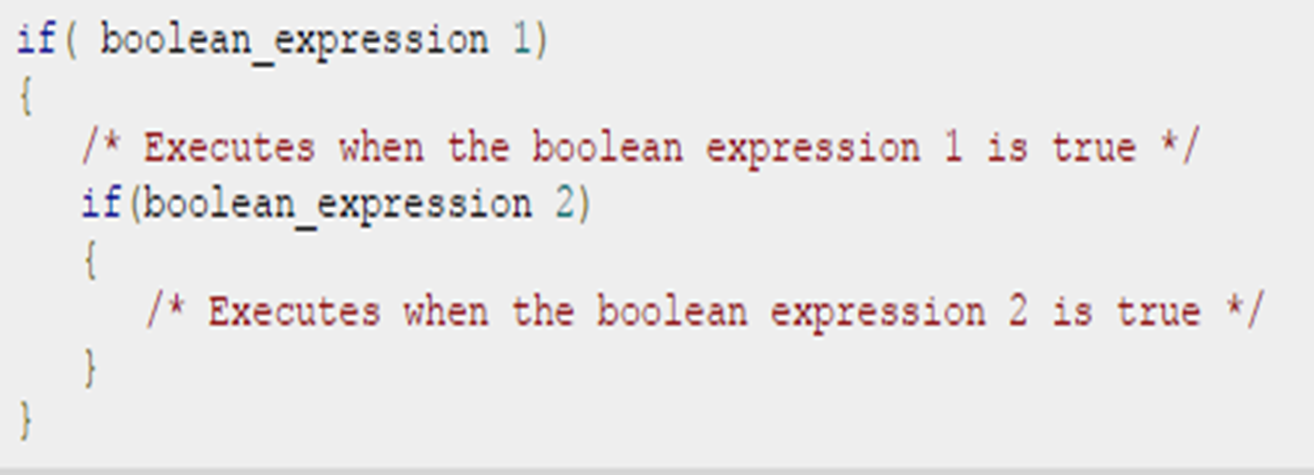 if( boolean_expression 1)
{
/* Executes when the boolean expression 1 is true */
if(boolean_expression 2)
{
/* Executes when the boolean expression 2 is true */
}
}